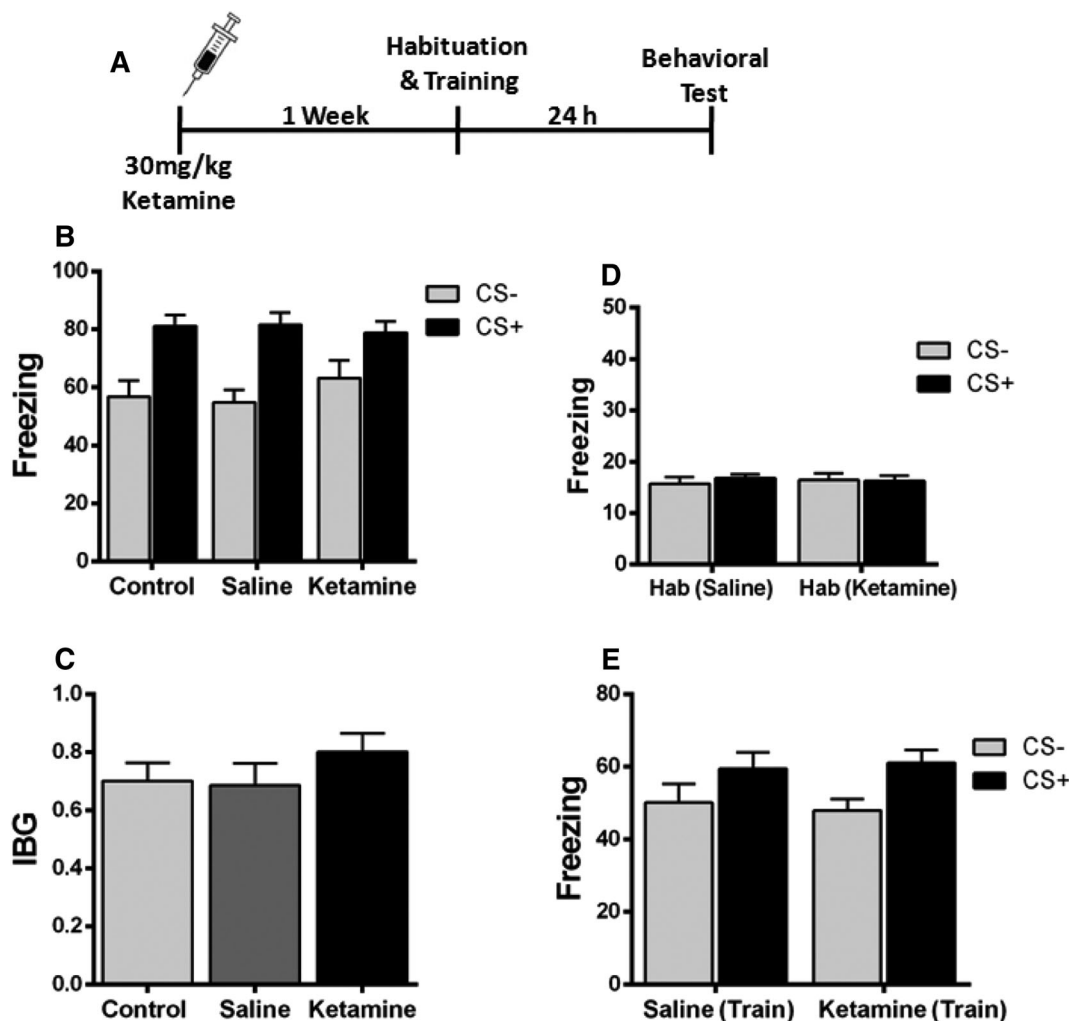 A
Habituation
& Training
Behavioral
Test
1 Week
24 h
30mg/kg
Ketamine
B
Freezing
100
80
60
40
20
0
Control Saline Ketamine
CS-
CS+
D
Freezing
50
40
30
20
10
0
Hab (Saline) Hab (Ketamine)
CS-
CS+
C
IBG
1.0
0.8
0.6
0.4
0.2
0.0
Control Saline Ketamine
E
Freezing
80
60
40
20
0
Saline (Train) Ketamine (Train)
CS-
CS+